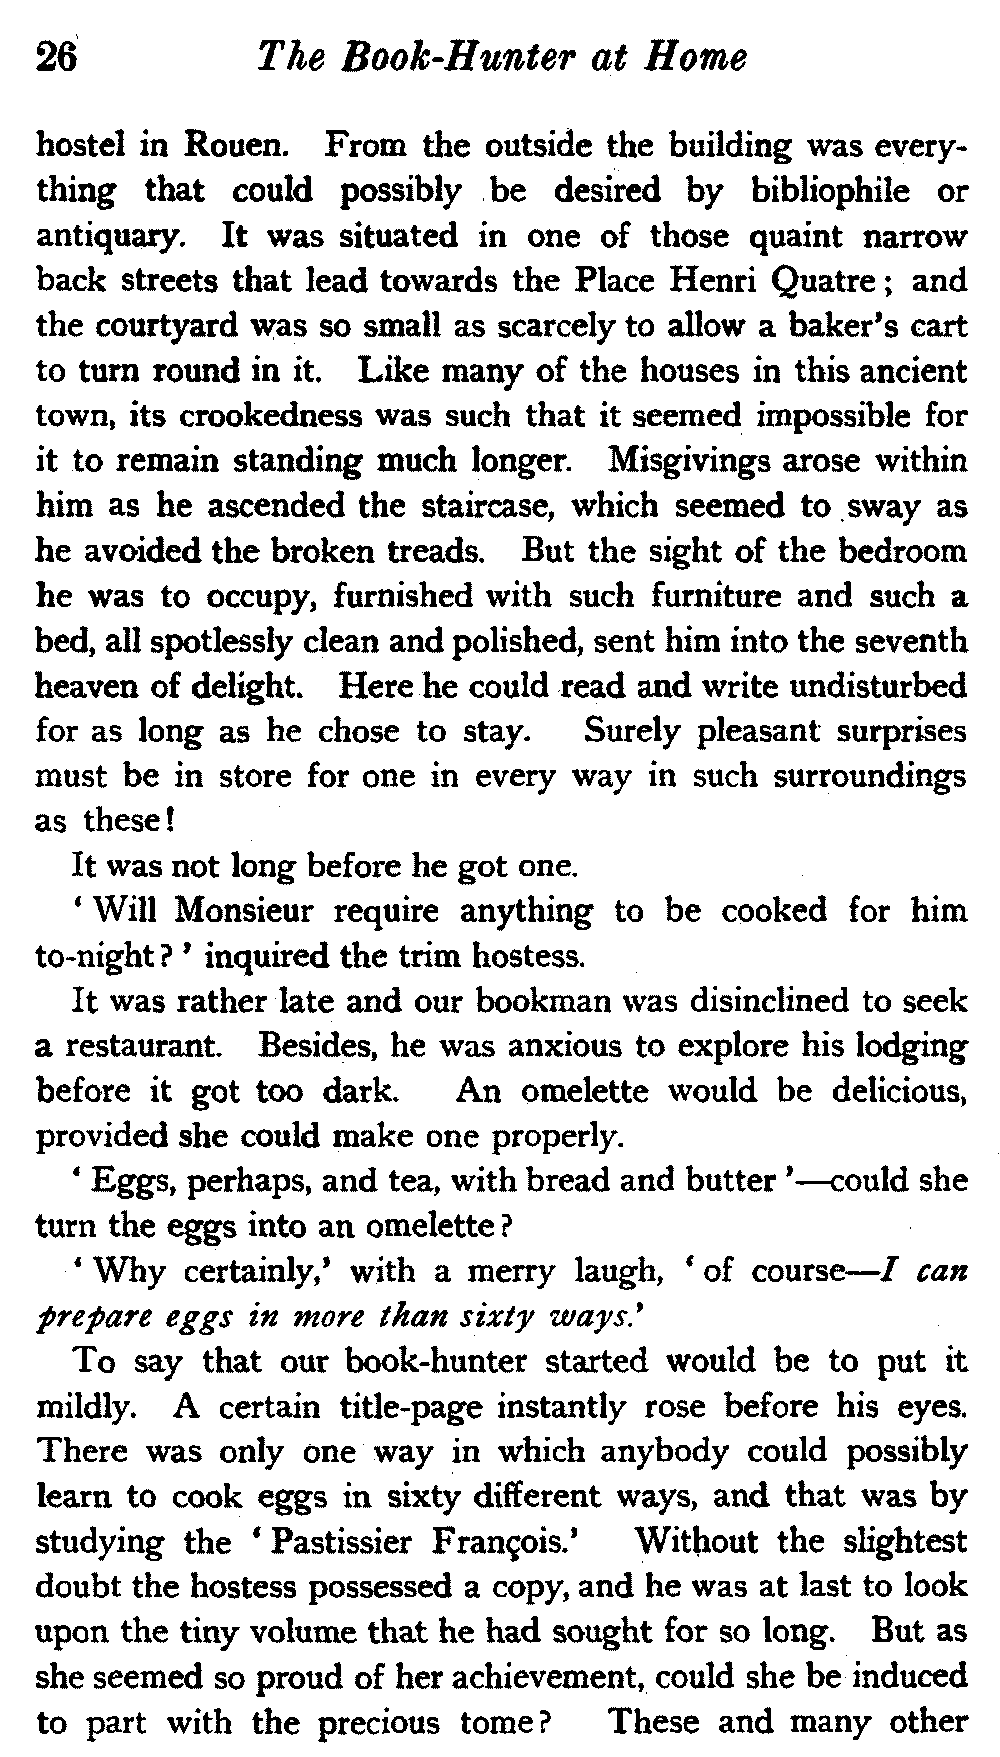 26 The Book-Hunter at Home
hostel in Rouen. From the outside the building was every-
thing that could possibly be desired by bibliophile or
antiquary. It was situated in one of those quaint narrow
back streets that lead towards the Place Henri Quatre; and
the courtyard was so small as scarcely to allow a baker's cart
to turn round in it. Like many of the houses in this ancient
town, its crookedness was such that it seemed impossible for
it to remain standing much longer. Misgivings arose within
him as he ascended the staircase, which seemed to sway as
he avoided the broken treads. But the sight of the bedroom
he was to occupy, furnished with such furniture and such a
bed, all spotlessly clean and polished, sent him into the seventh
heaven of delight. Here he could read and write undisturbed
for as long as he chose to stay. Surely pleasant surprises
must be in store for one in every way in such surroundings
as these!
It was not long before he got one.
‘Will Monsieur require anything to be cooked for him
to-night?’ inquired the trim hostess.
It was rather late and our bookman was disinclined to seek
a restaurant. Besides, he was anxious to explore his lodging
before it got too dark. An omelette would be delicious,
provided she could make one properly.
‘Eggs, perhaps, and tea, with bread and butter’—could she
turn the eggs into an omelette?
‘Why certainly,’ with a merry laugh, ‘of course—I can
prepare eggs in more than sixty ways.’
To say that our book-hunter started would be to put it
mildly. A certain title-page instantly rose before his eyes.
There was only one way in which anybody could possibly
learn to cook eggs in sixty different ways, and that was by
studying the ‘Pastissier François.’ Without the slightest
doubt the hostess possessed a copy, and he was at last to look
upon the tiny volume that he had sought for so long. But as
she seemed so proud of her achievement, could she be induced
to part with the precious tome? These and many other